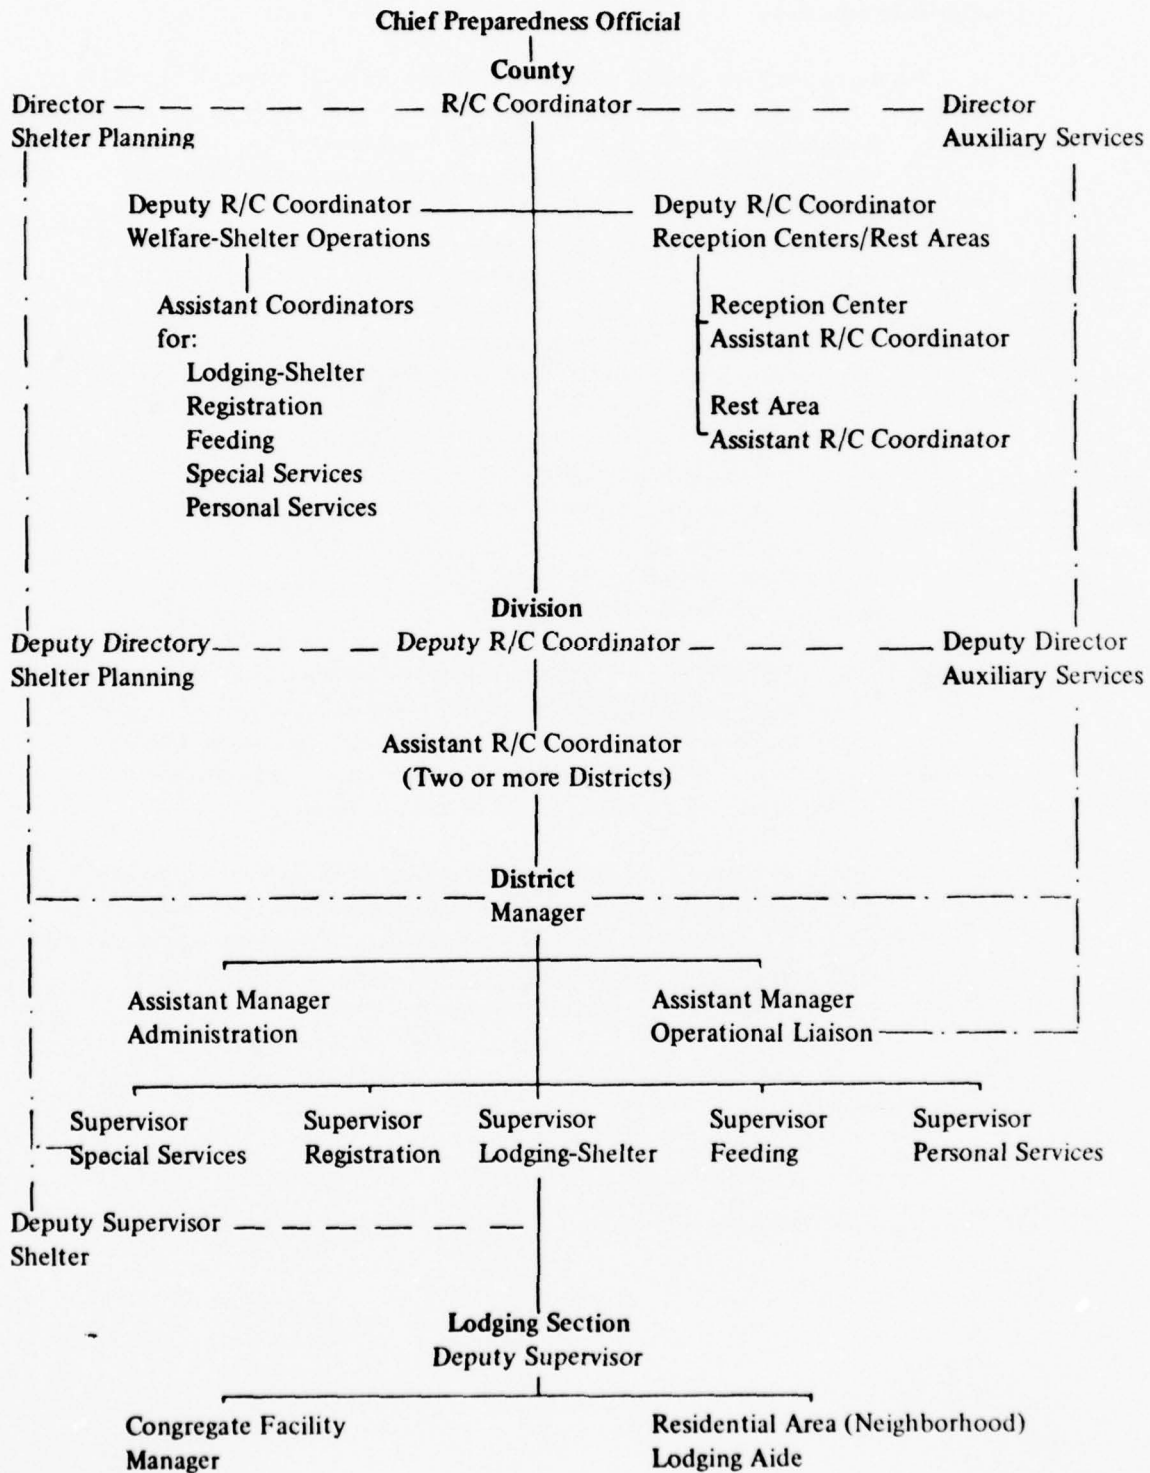 Chief Preparedness Official
County
Director
R/C Coordinator
Director
Shelter Planning
Auxiliary Services
Deputy R/C Coordinator
Welfare-Shelter Operations
Deputy R/C Coordinator
Reception Centers/Rest Areas
Assistant Coordinators
for:
Lodging-Shelter
Registration
Feeding
Special Services
Personal Services
Reception Center
Assistant R/C Coordinator
Rest Area
Assistant R/C Coordinator
Division
Deputy Directory
Shelter Planning
Deputy R/C Coordinator
Deputy Director
Auxiliary Services
Assistant R/C Coordinator
(Two or more Districts)
District
Manager
Assistant Manager
Administration
Assistant Manager
Operational Liaison
Supervisor
Special Services
Supervisor
Registration
Supervisor
Lodging-Shelter
Supervisor
Feeding
Supervisor
Personal Services
Deputy Supervisor
Shelter
Lodging Section
Deputy Supervisor
Congregate Facility
Manager
Residential Area (Neighborhood)
Lodging Aide